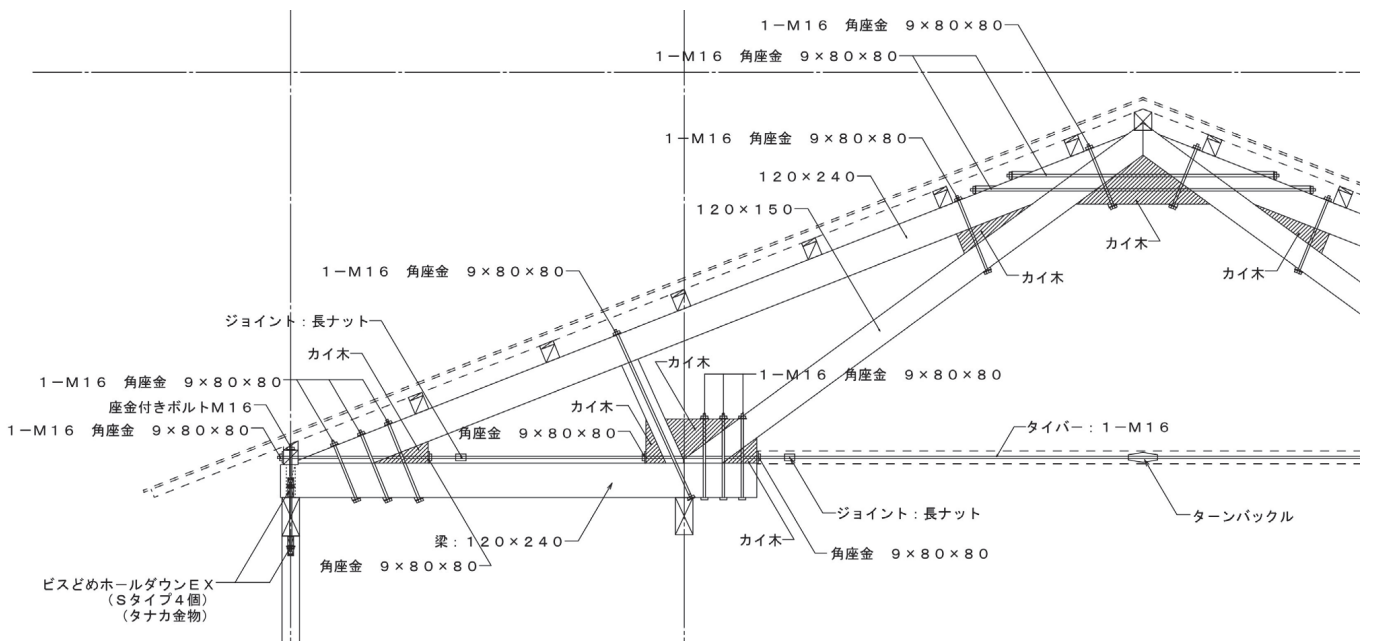 1－M16　角座金　9×80×80
1－M16　角座金　9×80×80
1－M16　角座金　9×80×80
120×240
120×150
カイ木
カイ木
カイ木
1－M16　角座金　9×80×80
ジョイント：長ナット
カイ木
カイ木
1－M16　角座金　9×80×80
1－M16　角座金　9×80×80
座金付きボルトM16
カイ木
1－M16　角座金　9×80×80
角座金　9×80×80
タイバー：1－M16
ジョイント：長ナット
ターンバックル
梁：120×240
カイ木
角座金　9×80×80
角座金　9×80×80
ビスどめホールダウンEX
（Sタイプ4個）
（タナカ金物）